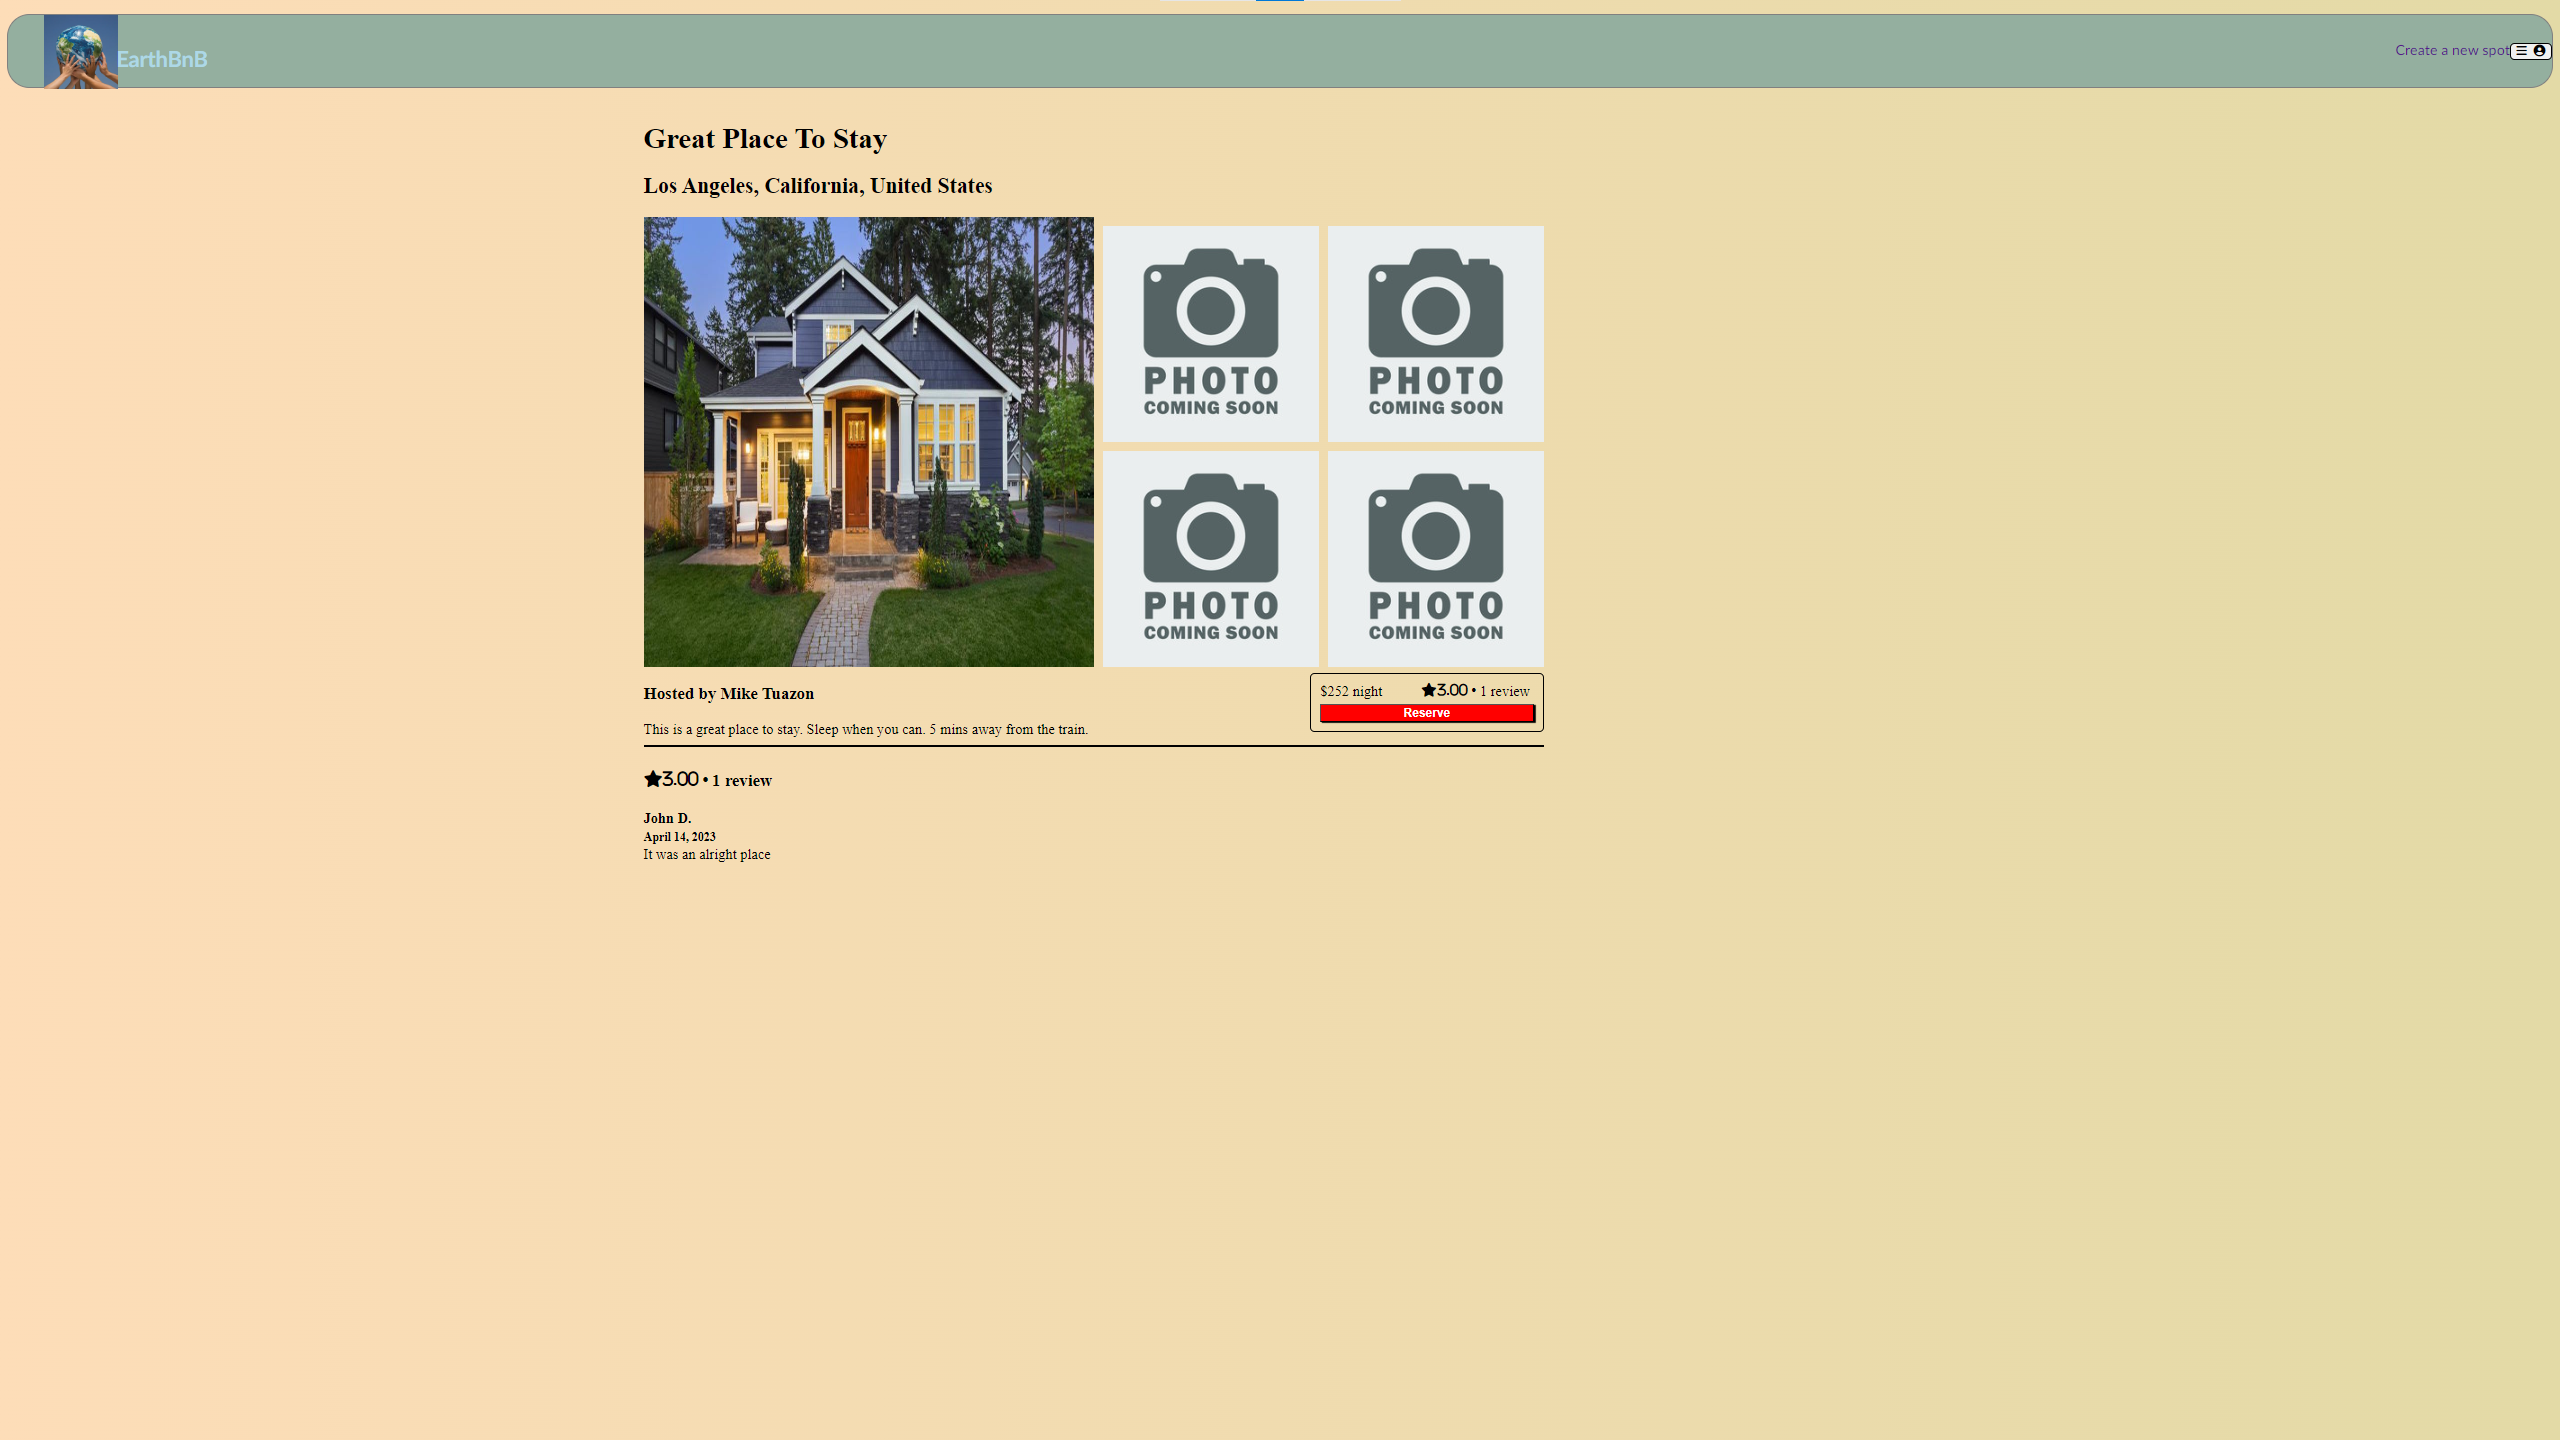 EarthBnB
Create a new spot
Great Place To Stay
Los Angeles, California, United States
PHOTO
COMING SOON
PHOTO
COMING SOON
PHOTO
COMING SOON
PHOTO
COMING SOON
Hosted by Mike Tuazon
This is a great place to stay. Sleep when you can. 5 mins away from the train.
$252 night ★3.00 • 1 review
Reserve
★3.00 • 1 review
John D.
April 14, 2023
It was an alright place